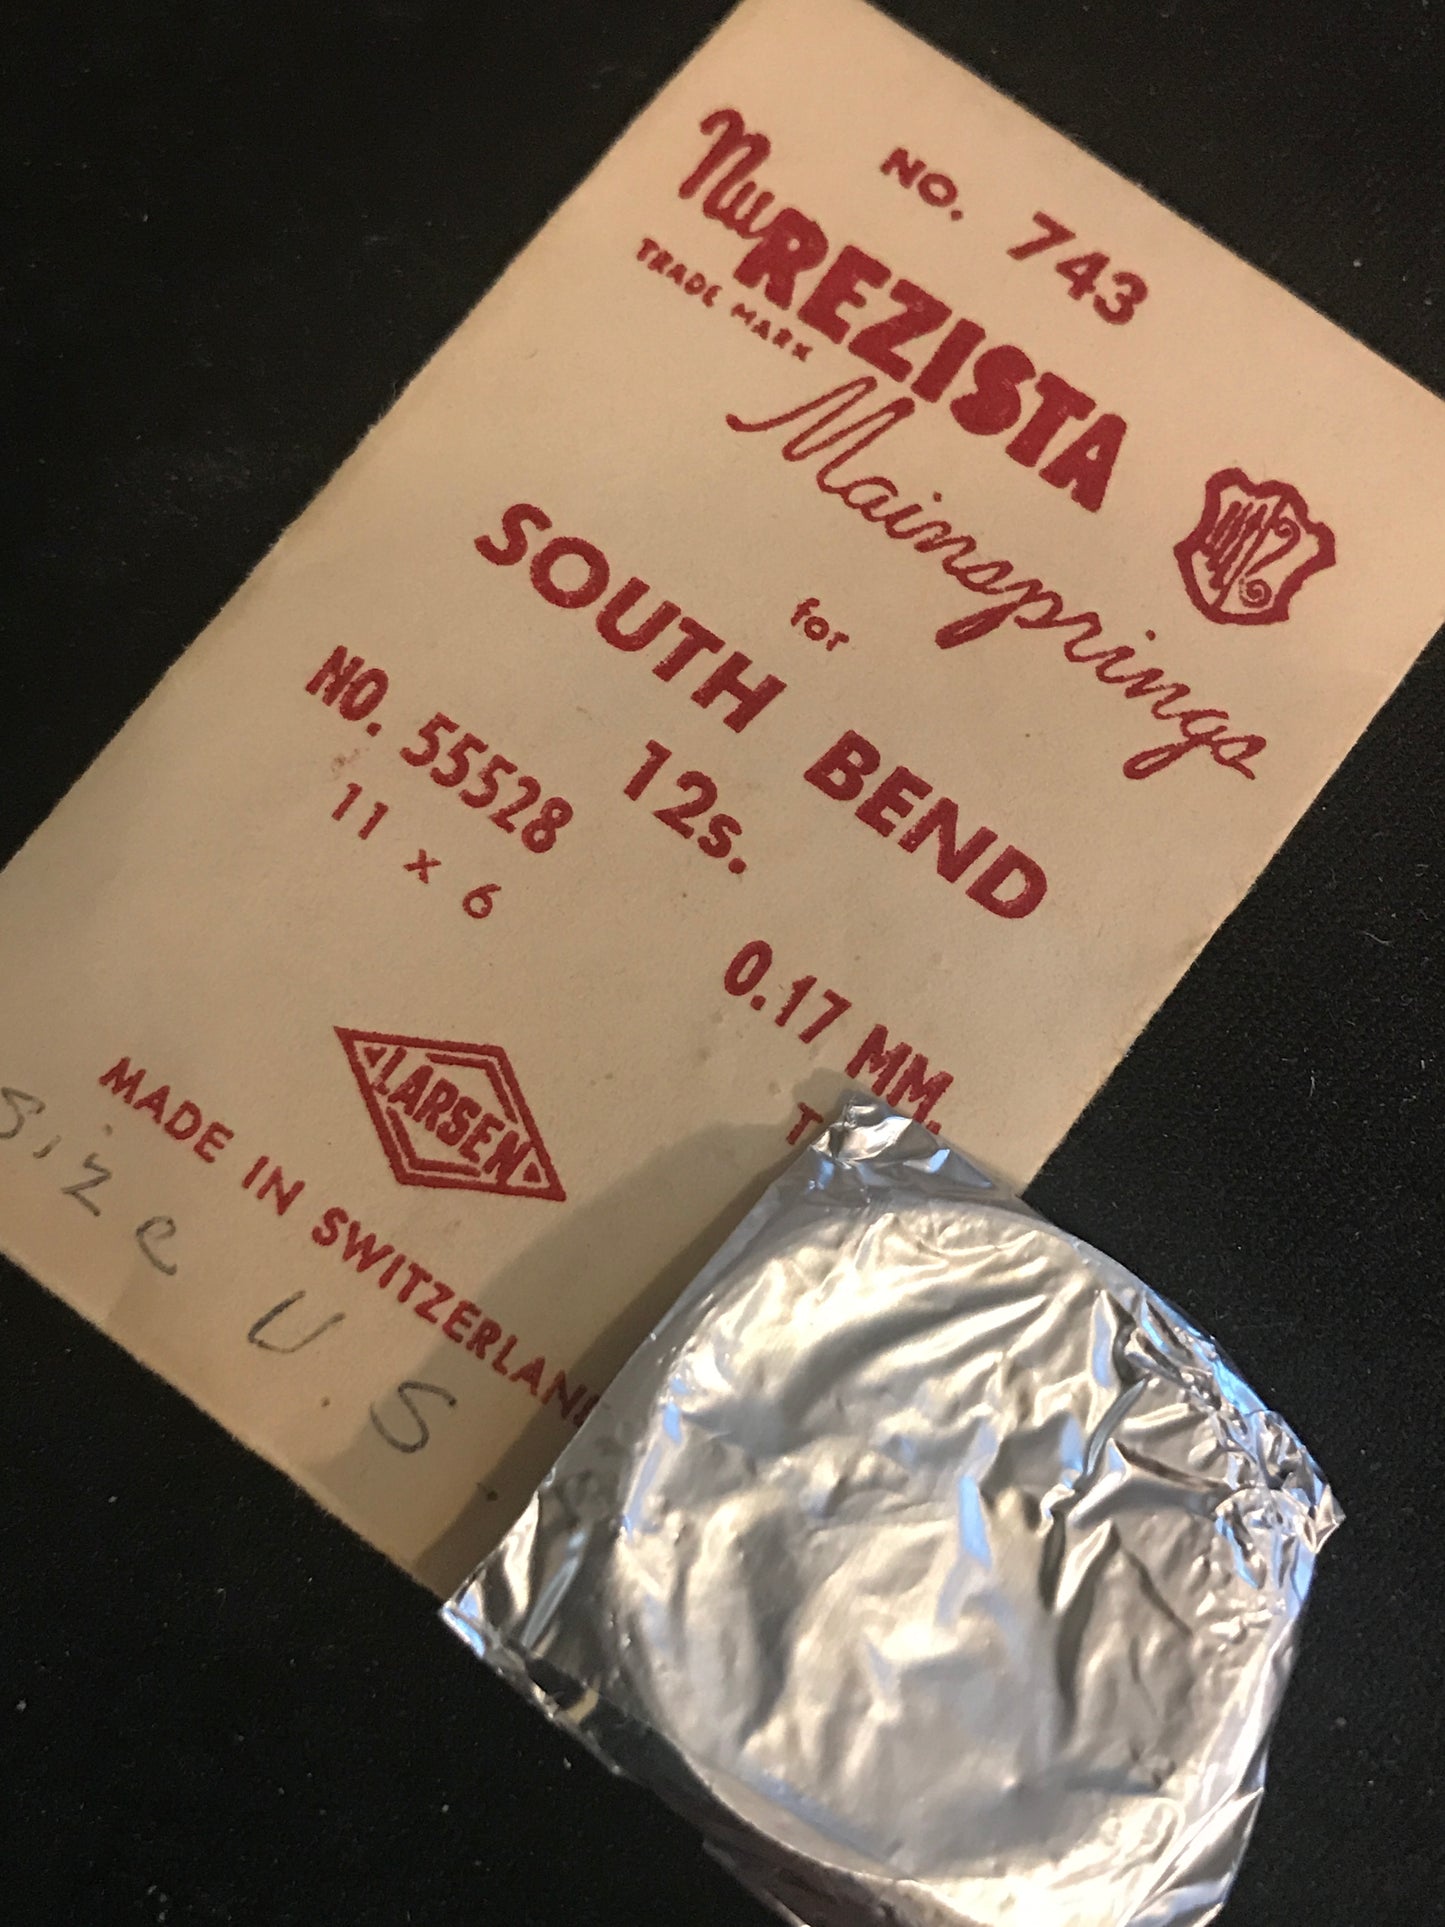 NO. 743
Nu REZISTA
TRADE MARK
Mainsprings
for
SOUTH BEND
NO. 55528 12s.
11 x 6
0.17 MM.
LARSEN
MADE IN SWITZERLAN
Size U.S.